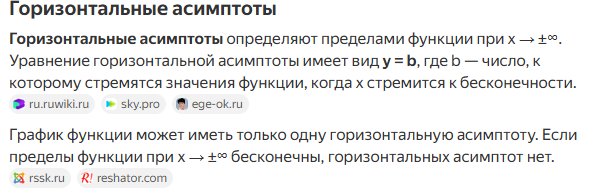 Горизонтальные асимптоты
Горизонтальные асимптоты определяют пределами функции при x → ±∞.
Уравнение горизонтальной асимптоты имеет вид y = b, где b — число, к
которому стремятся значения функции, когда x стремится к бесконечности.
ru.ruwiki.ru sky.pro ege-ok.ru
График функции может иметь только одну горизонтальную асимптоту. Если
пределы функции при x → ±∞ бесконечны, горизонтальных асимптот нет.
rssk.ru R! reshator.com